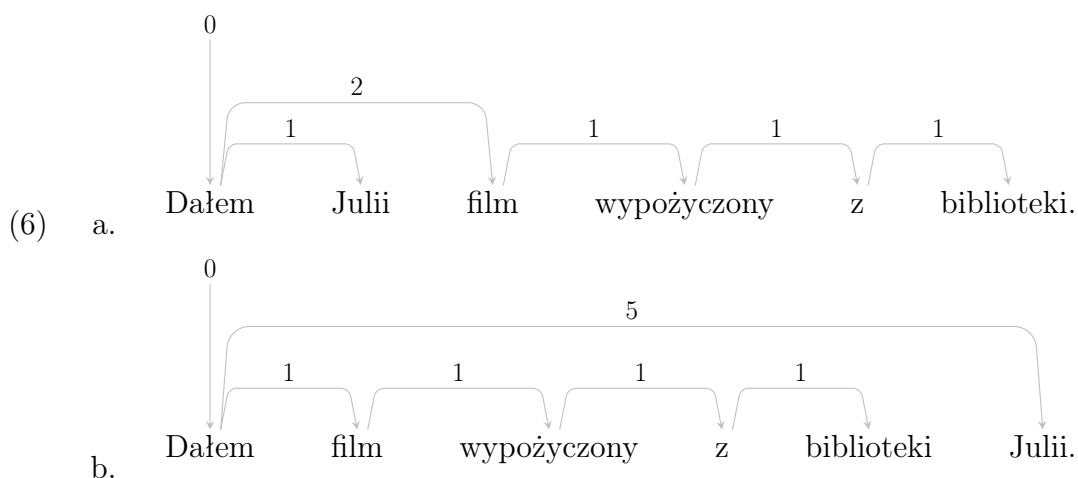 0
2
1 1 1 1
Dałem Julii film wypożyczony z biblioteki.
(6) a.
0
5
1 1 1 1
Dałem film wypożyczony z biblioteki Julii.
b.